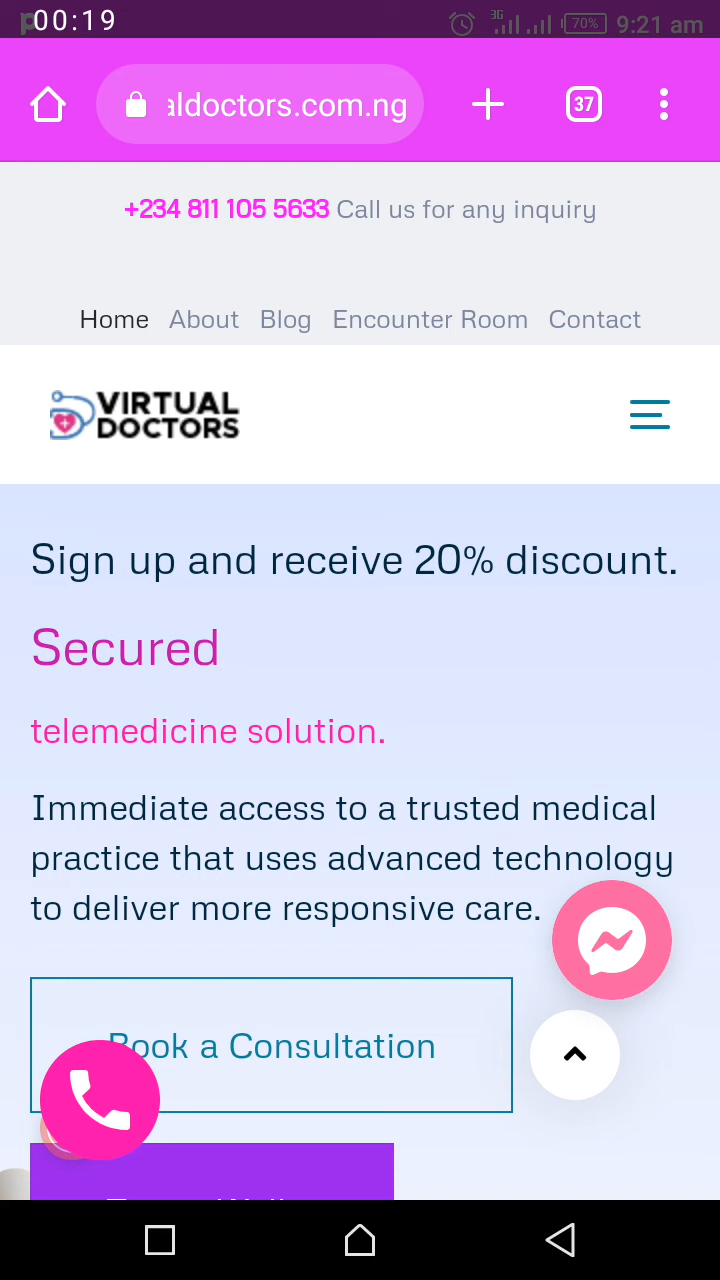 00:19
3G
70%
9:21 am
aldoctors.com.ng
37
+234 811 105 5633 Call us for any inquiry
Home About Blog Encounter Room Contact
VIRTUAL
DOCTORS
Sign up and receive 20% discount.
Secured
telemedicine solution.
Immediate access to a trusted medical
practice that uses advanced technology
to deliver more responsive care.
Book a Consultation